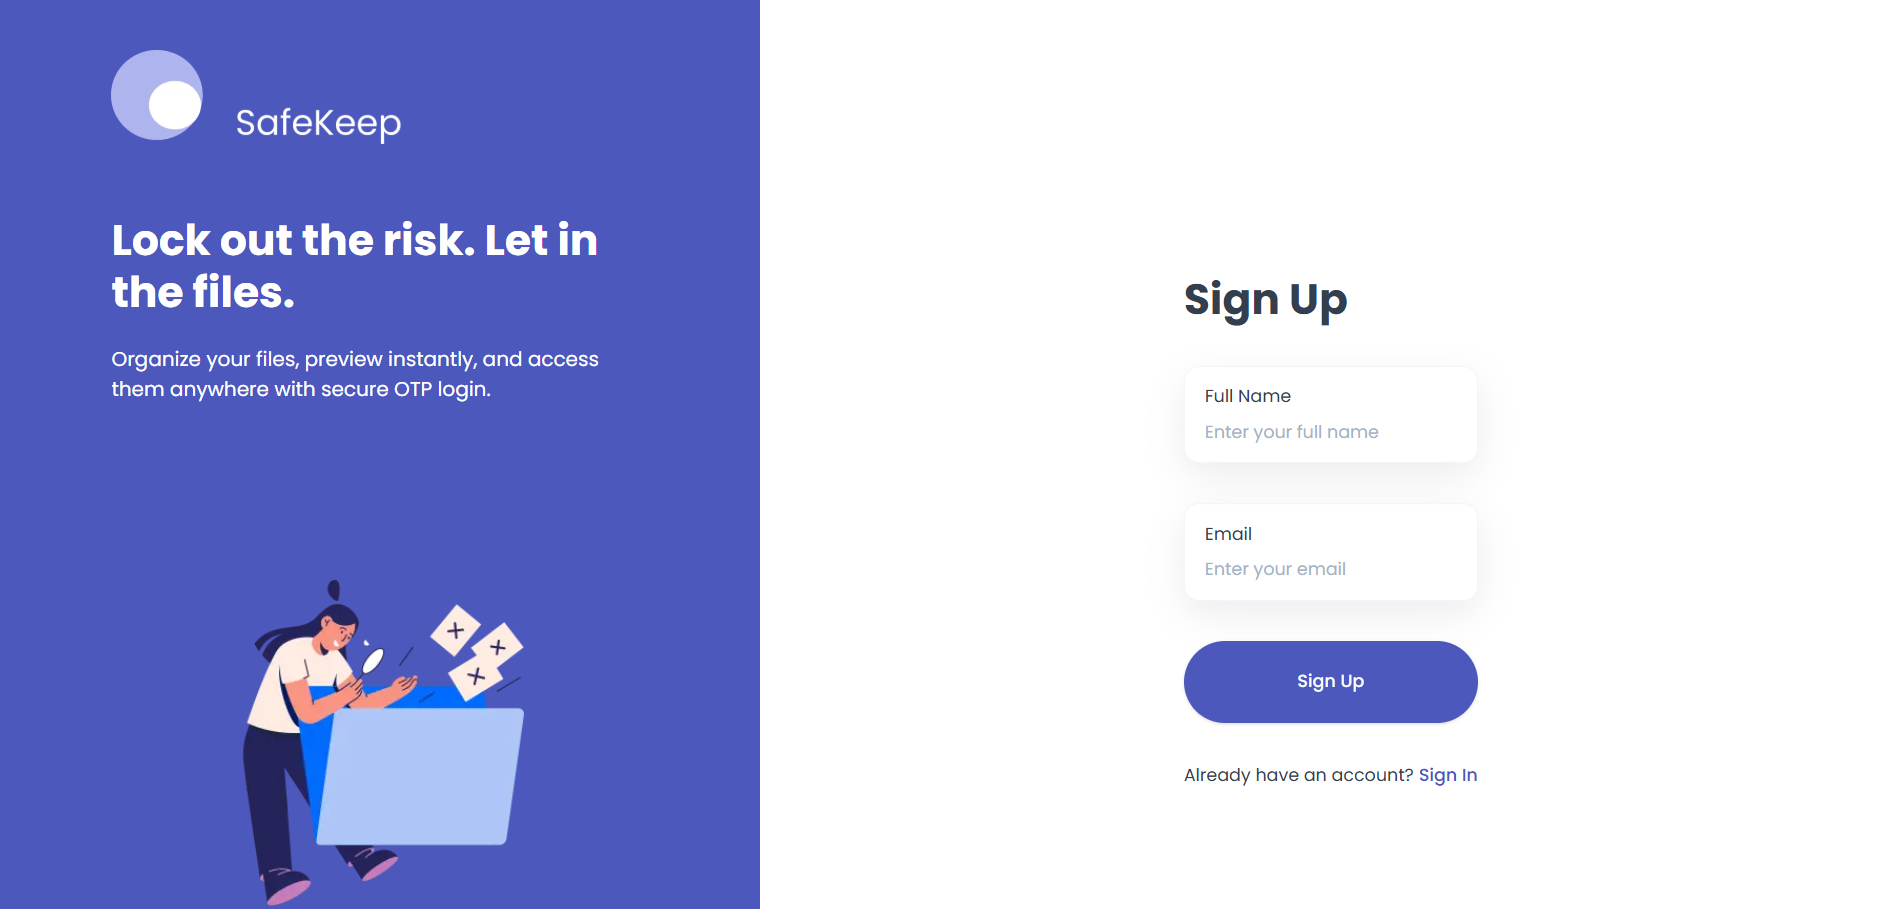 SafeKeep
Lock out the risk. Let in
the files.
Organize your files, preview instantly, and access
them anywhere with secure OTP login.
Sign Up
Full Name
Enter your full name
Email
Enter your email
Sign Up
Already have an account? Sign In